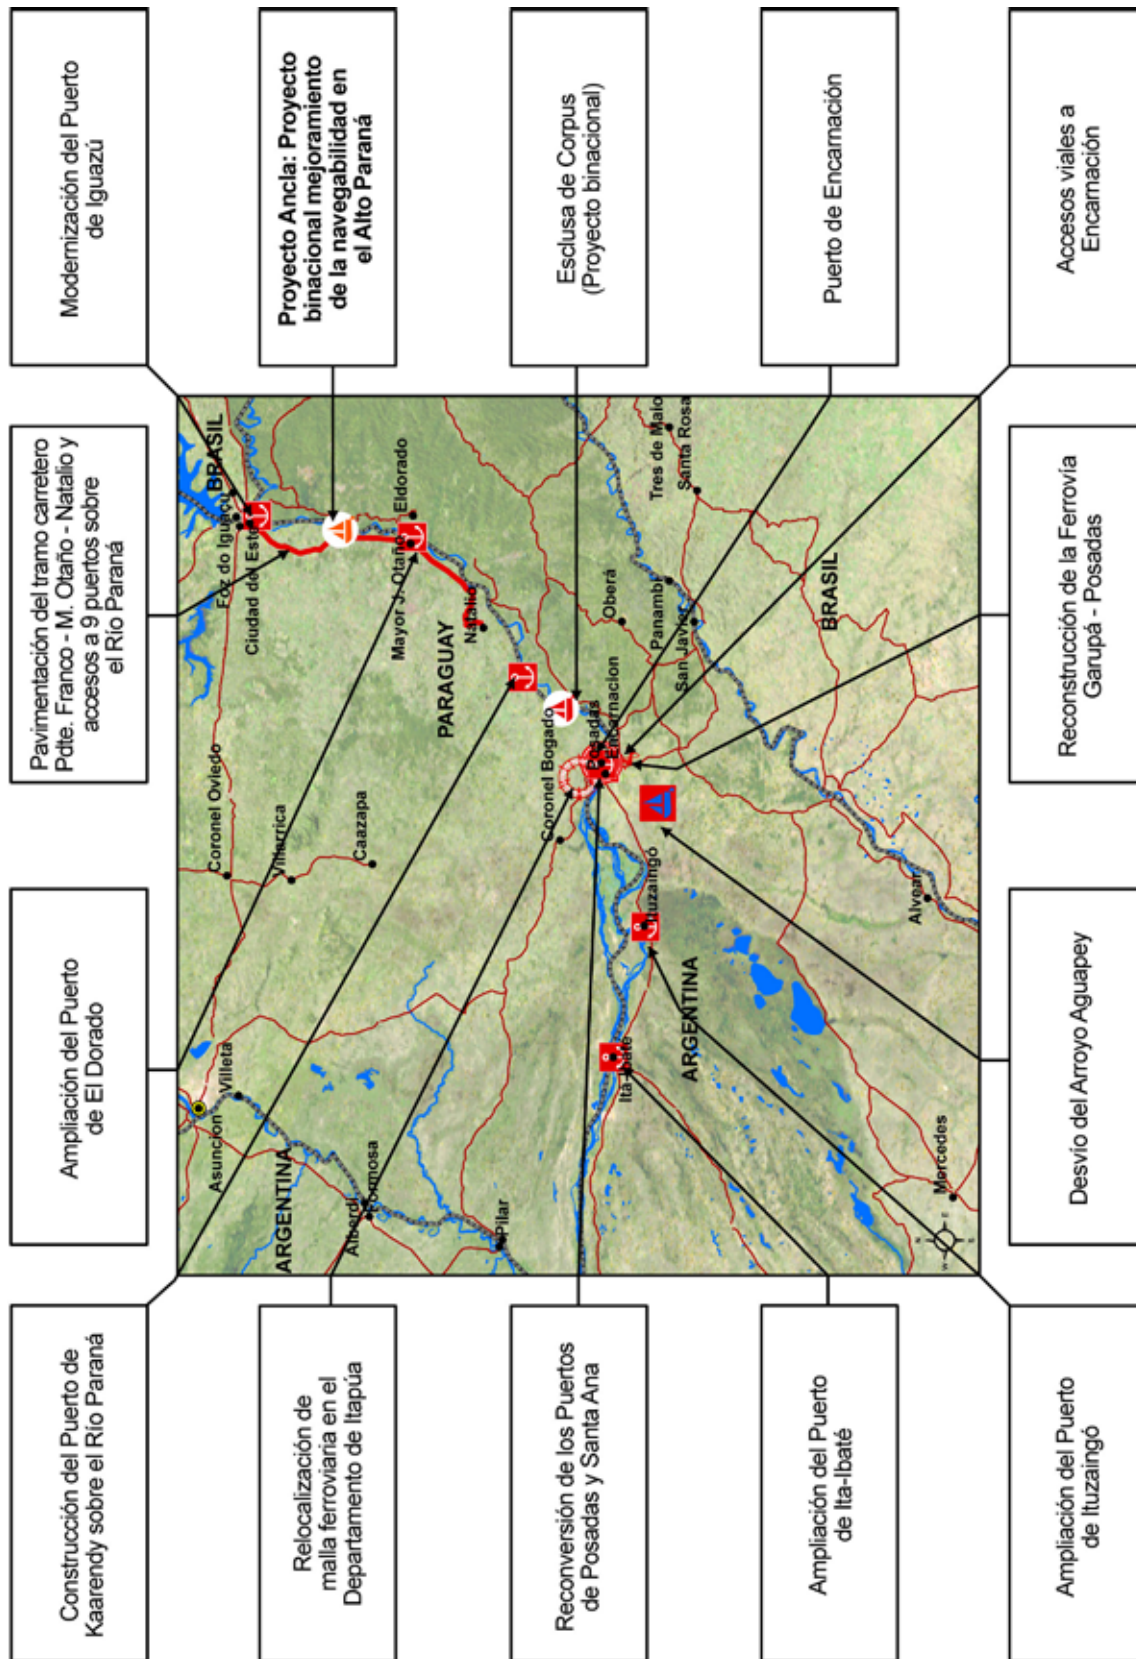 Construcción del Puerto de
Kaarendy sobre el Río Paraná
Ampliación del Puerto
de El Dorado
Pavimentación del tramo carretero
Pdte. Franco - M. Otaño - Natalio y
accesos a 9 puertos sobre
el Río Paraná
Modernización del Puerto
de Iguazú
Relocalización de
malla ferroviaria en el
Departamento de Itapúa
Reconversión de los Puertos
de Posadas y Santa Ana
Ampliación del Puerto
de Ita-Ibaté
Ampliación del Puerto
de Ituzaingó
Asuncion
Villeta
Coronel Oviedo
Villarrica
Caazapa
Foz do Iguaçu
BRASIL
Ciudad del Este
ARGENTINA
Alberdi
Formosa
Pilar
Mayor J. Otaño
Eldorado
PARAGUAY
Natalio
Coronel Bogado
Posadas
Encarnacion
Oberá
Panambí
San Javier
Tres de Maio
Santa Rosa
Itá-Ibaté
Ituzaingó
ARGENTINA
BRASIL
Alvear
Mercedes
N
W
E
S
Proyecto Ancla: Proyecto
binacional mejoramiento
de la navegabilidad en
el Alto Paraná
Esclusa de Corpus
(Proyecto binacional)
Puerto de Encarnación
Accesos viales a
Encarnación
Desvío del Arroyo Aguapey
Reconstrucción de la Ferrovía
Garupá - Posadas